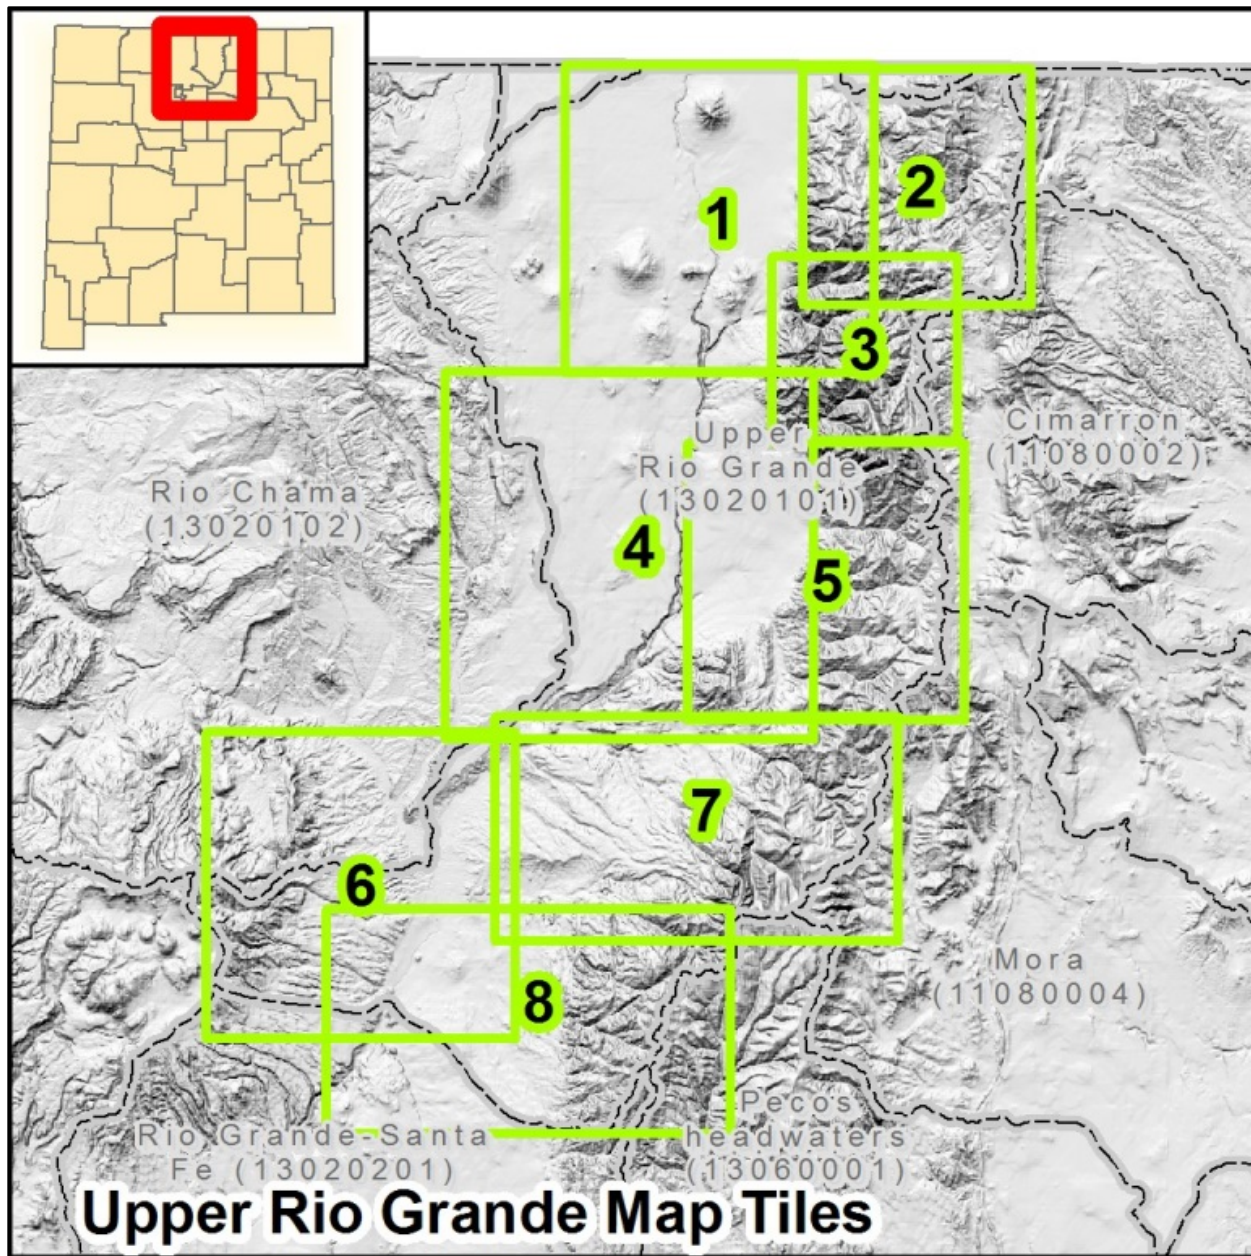 1
2
3
Cimarron
(11080002)
Upper
Rio Grande
(13020101)
Rio Chama
(13020102)
4
5
7
6
8
Mora
(11080004)
Pecos
headwaters
(13060001)
Rio Grande-Santa
Fe (13020201)
Upper Rio Grande Map Tiles